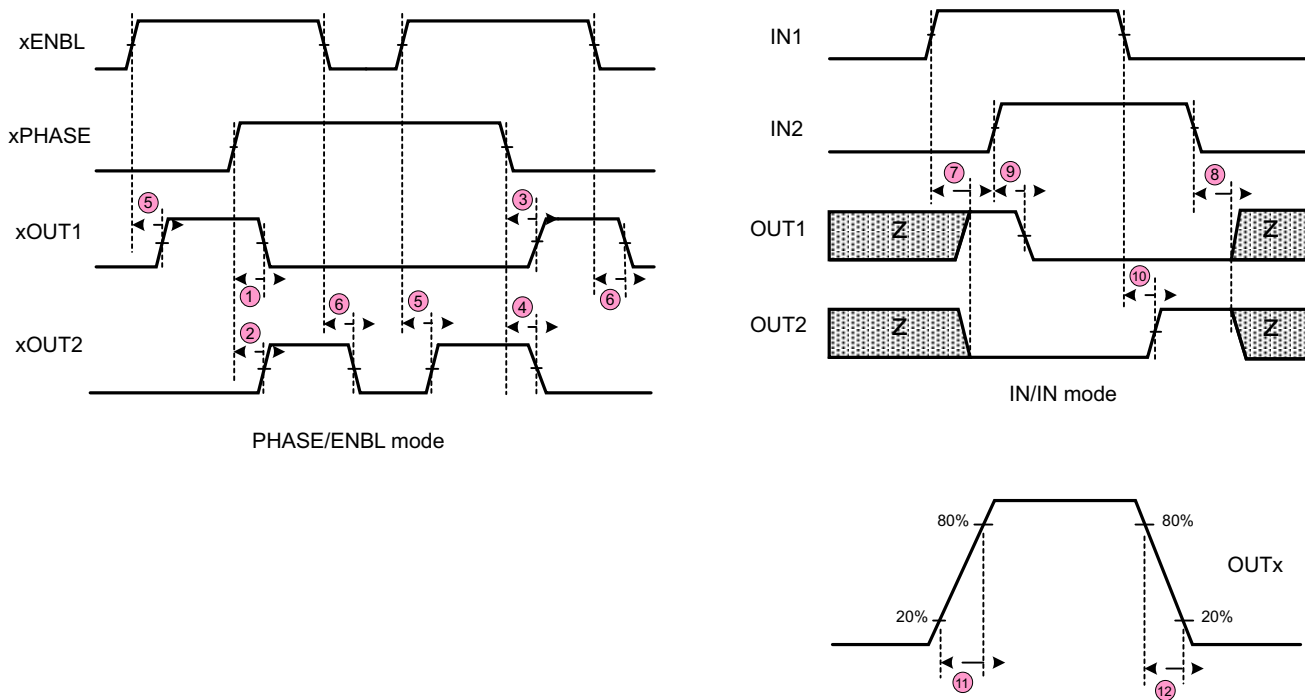 xENBL
xPHASE
5
3
xOUT1
1
6
6
5
4
2
xOUT2
PHASE/ENBL mode
IN1
IN2
7
9
8
OUT1
Z
Z
10
OUT2
Z
Z
IN/IN mode
80%
80%
OUTx
20%
20%
11
12